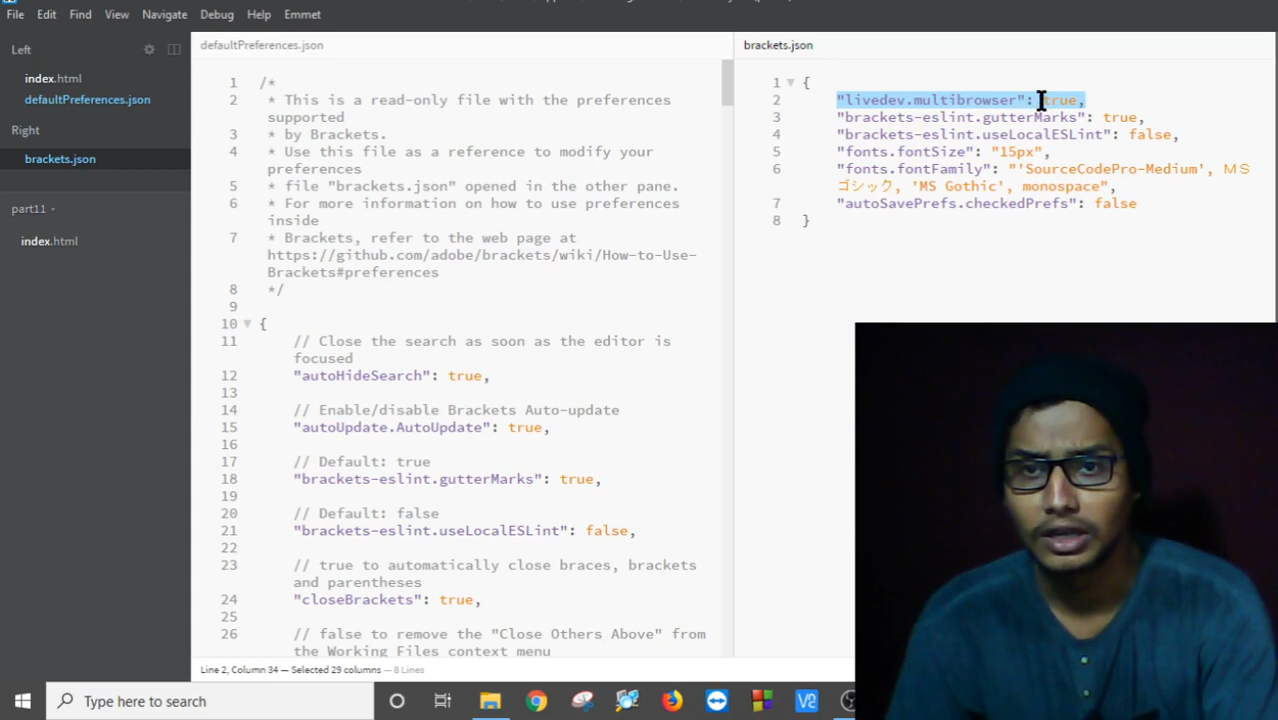 File Edit Find View Navigate Debug Help Emmet
Left
index.html
defaultPreferences.json
Right
brackets.json
part11
index.html
defaultPreferences.json
1 /*
2 * This is a read-only file with the preferences
supported
3 * by Brackets.
4 * Use this file as a reference to modify your
preferences
5 * file "brackets.json" opened in the other pane.
6 * For more information on how to use preferences
inside
7 * Brackets, refer to the web page at
https://github.com/adobe/brackets/wiki/How-to-Use-
Brackets#preferences
8 */
9
10 {
11 // Close the search as soon as the editor is
focused
12 "autoHideSearch": true,
13
14 // Enable/disable Brackets Auto-update
15 "autoUpdate.AutoUpdate": true,
16
17 // Default: true
18 "brackets-eslint.gutterMarks": true,
19
20 // Default: false
21 "brackets-eslint.useLocalESLint": false,
22
23 // true to automatically close braces, brackets
and parentheses
24 "closeBrackets": true,
25
26 // false to remove the "Close Others Above" from
the Working Files context menu
brackets.json
1 {
2 "livedev.multibrowser": true,
3 "brackets-eslint.gutterMarks": true,
4 "brackets-eslint.useLocalESLint": false,
5 "fonts.fontSize": "15px",
6 "fonts.fontFamily": "'SourceCodePro-Medium', ＭＳ
ゴシック, 'MS Gothic', monospace",
7 "autoSavePrefs.checkedPrefs": false
8 }
Line 2, Column 34 — Selected 29 columns — 8 Lines
Type here to search